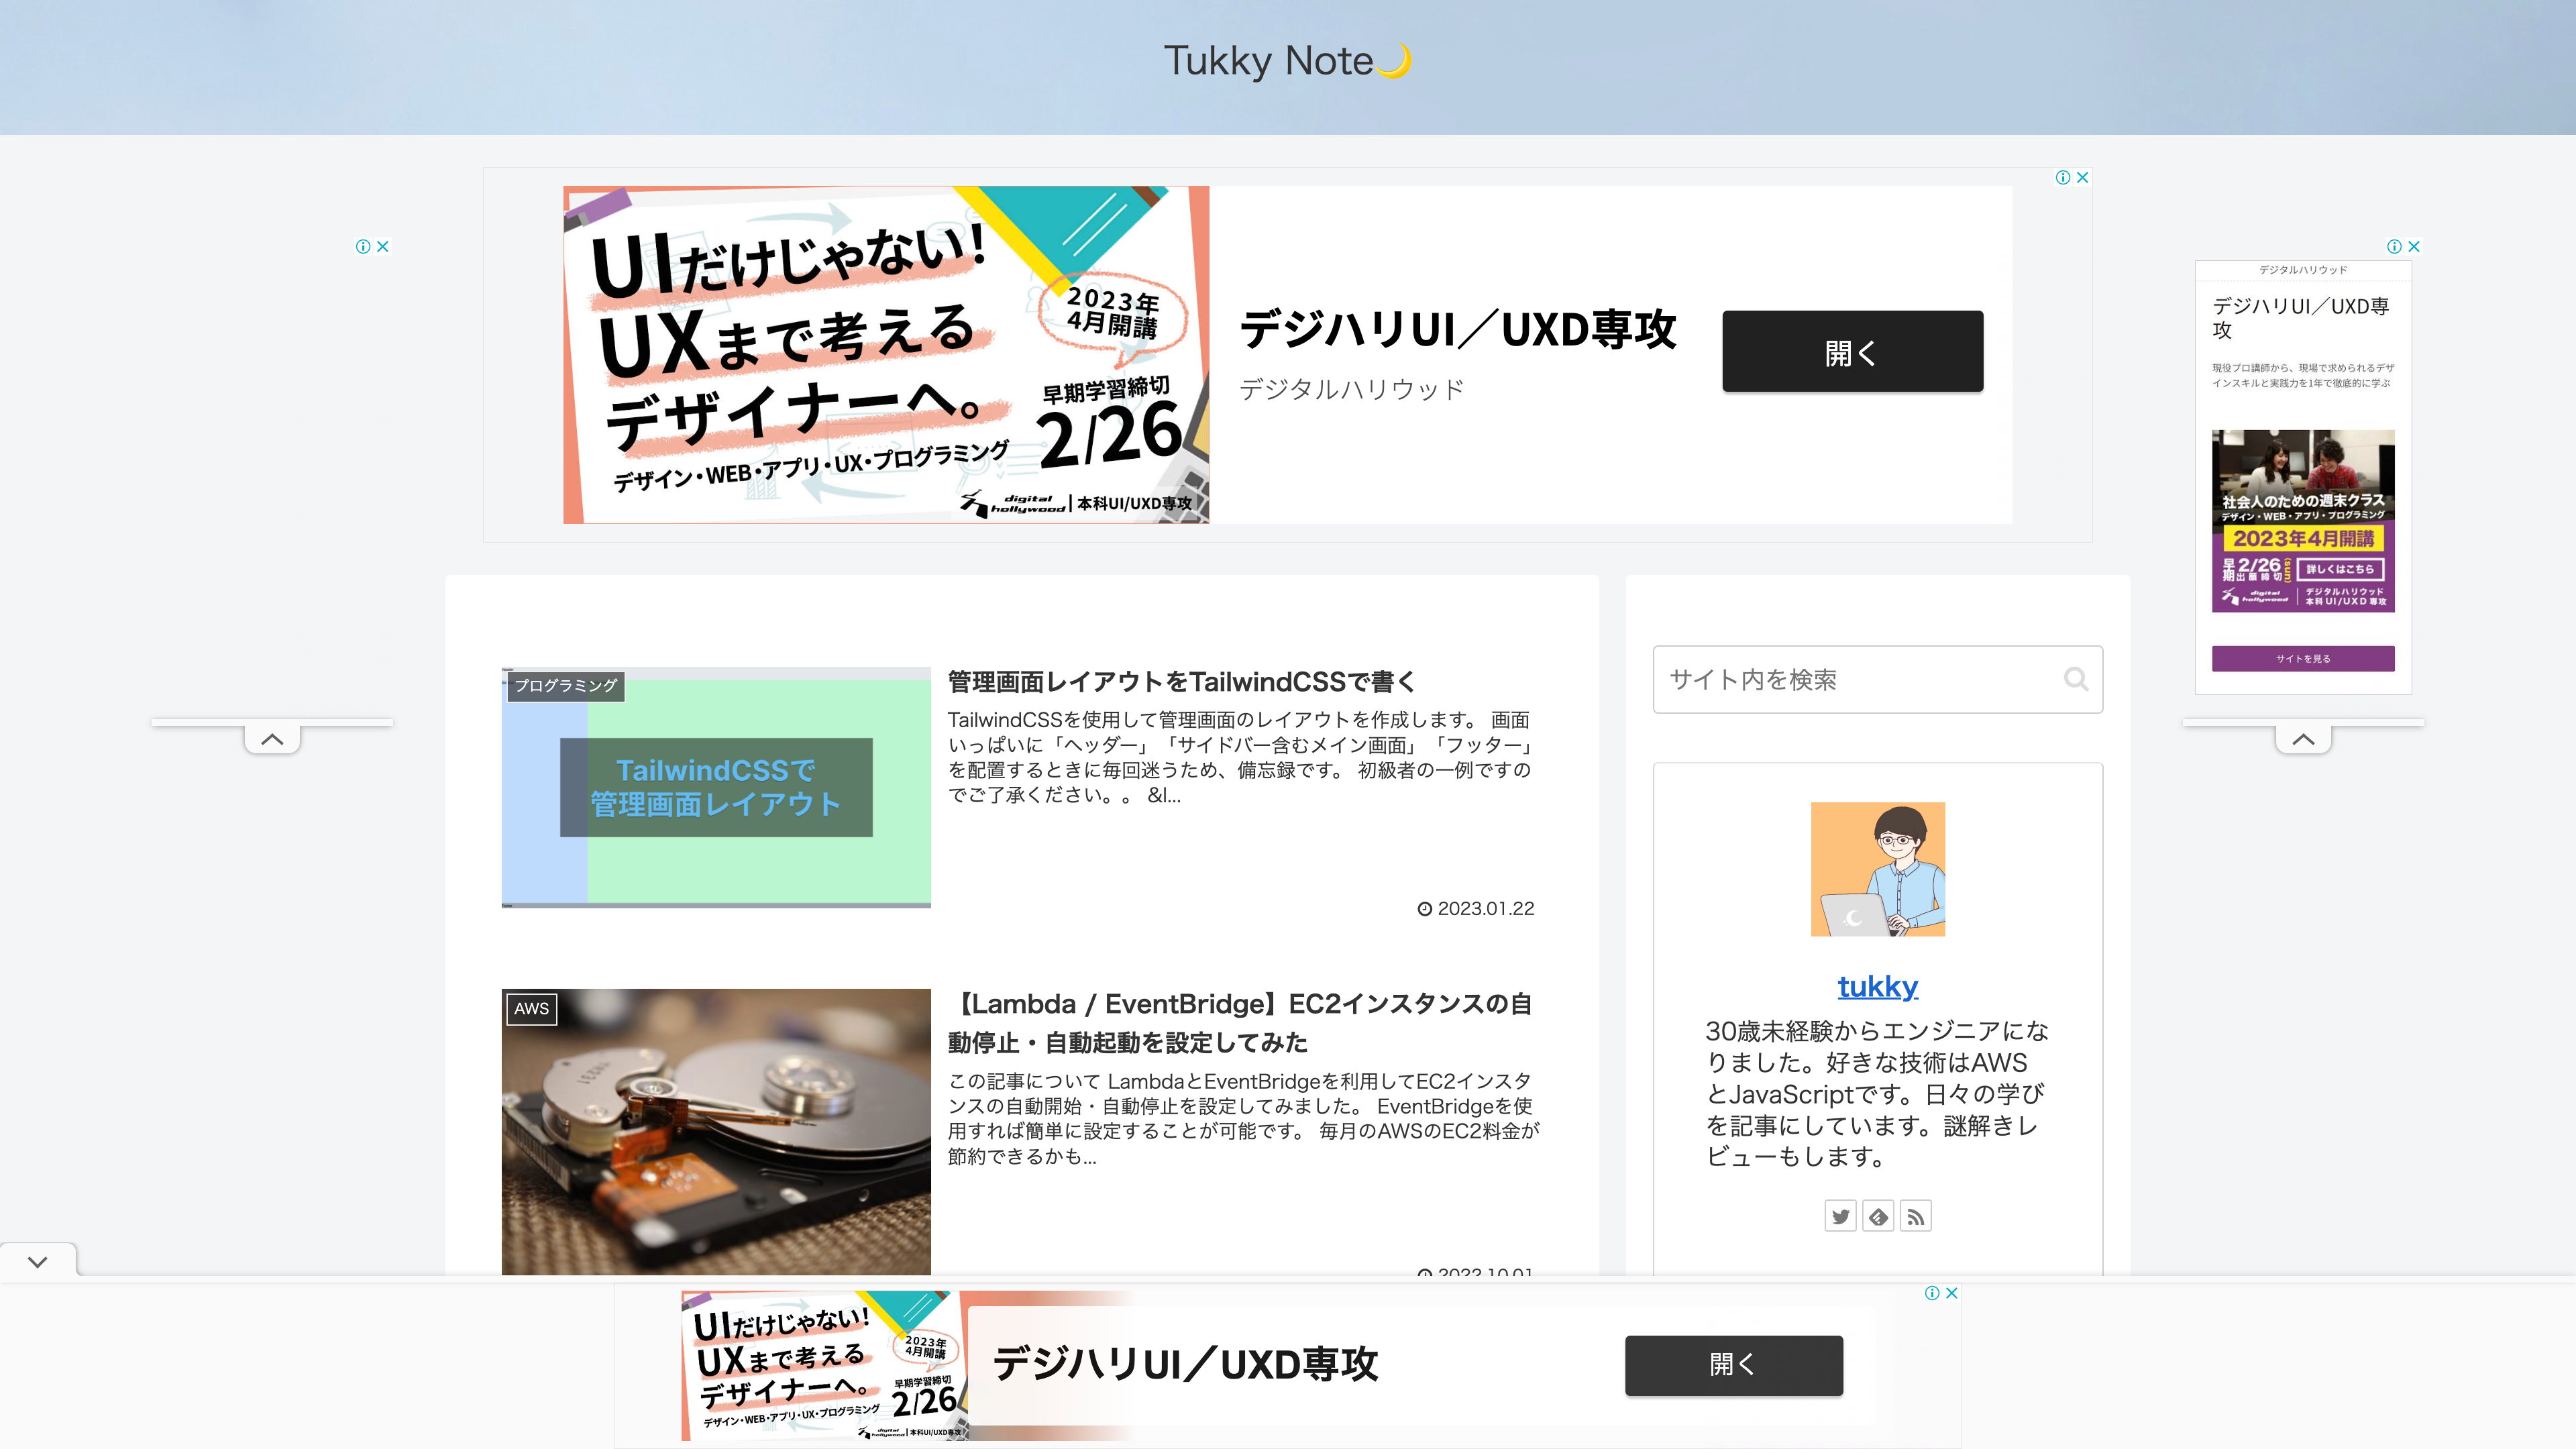 Tukky Note🌙
UIだけじゃない!
UXまで考える
デザイナーへ。
デザイン・WEB・アプリ・UX・プログラミング
2023年
4月開講
早期学習締切
2/26
digital
hollywood
本科UI/UXD専攻
デジハリUI／UXD専攻
デジタルハリウッド
開く
デジタルハリウッド
デジハリUI／UXD専
攻
現役プロ講師から、現場で求められるデザ
インスキルと実践力を1年で徹底的に学ぶ
社会人のための週末クラス
デザイン・WEB・アプリ・プログラミング
2023年4月開講
早期出願締切 2/26(sun) 詳しくはこちら
digital
hollywood
デジタルハリウッド
本科UI/UXD専攻
サイトを見る
プログラミング
TailwindCSSで
管理画面レイアウト
管理画面レイアウトをTailwindCSSで書く
TailwindCSSを使用して管理画面のレイアウトを作成します。 画面
いっぱいに「ヘッダー」「サイドバー含むメイン画面」「フッター」
を配置するときに毎回迷うため、備忘録です。 初級者の一例ですの
でご了承ください。。 &l...
2023.01.22
AWS
【Lambda / EventBridge】EC2インスタンスの自
動停止・自動起動を設定してみた
この記事について LambdaとEventBridgeを利用してEC2インスタ
ンスの自動開始・自動停止を設定してみました。 EventBridgeを使
用すれば簡単に設定することが可能です。 毎月のAWSのEC2料金が
節約できるかも...
2022.10.01
サイト内を検索
tukky
30歳未経験からエンジニアにな
りました。好きな技術はAWS
とJavaScriptです。日々の学び
を記事にしています。謎解きレ
ビューもします。
UIだけじゃない!
UXまで考える
デザイナーへ。
デザイン・WEB・アプリ・UX・プログラミング
2023年
4月開講
早期学習締切
2/26
digital
hollywood
本科UI/UXD専攻
デジハリUI／UXD専攻
開く